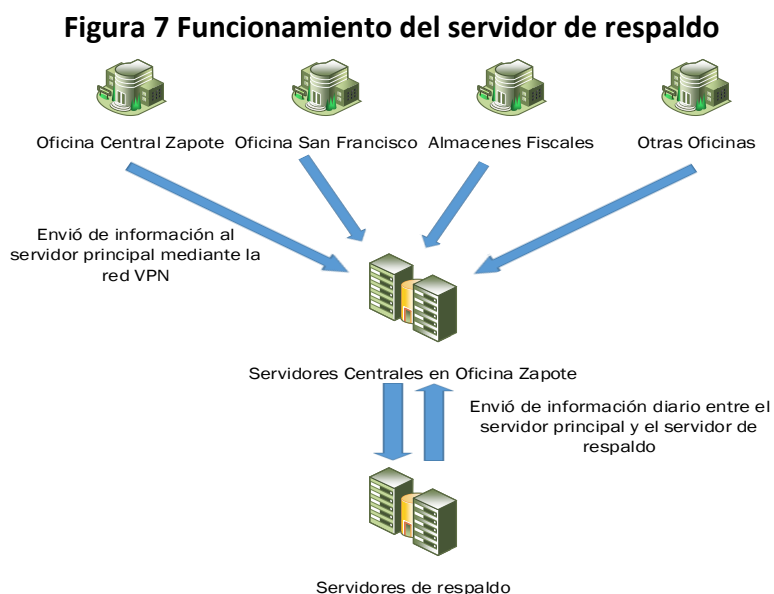 Figura 7 Funcionamiento del servidor de respaldo
Oficina Central Zapote
Oficina San Francisco
Almacenes Fiscales
Otras Oficinas
Envió de información al
servidor principal mediante la
red VPN
Servidores Centrales en Oficina Zapote
Envió de información diario entre el
servidor principal y el servidor de
respaldo
Servidores de respaldo